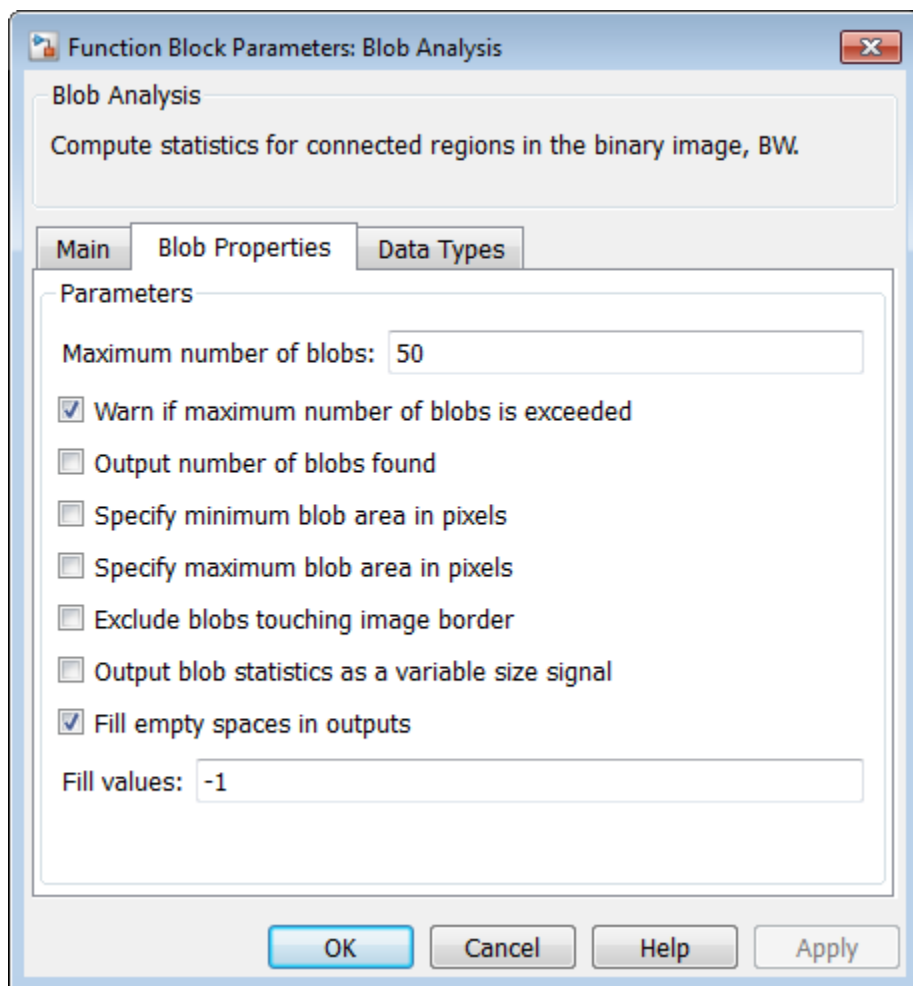 Function Block Parameters: Blob Analysis
Blob Analysis
Compute statistics for connected regions in the binary image, BW.
Main Blob Properties Data Types
Parameters
Maximum number of blobs: 50
Warn if maximum number of blobs is exceeded
Output number of blobs found
Specify minimum blob area in pixels
Specify maximum blob area in pixels
Exclude blobs touching image border
Output blob statistics as a variable size signal
Fill empty spaces in outputs
Fill values: -1
OK Cancel Help Apply